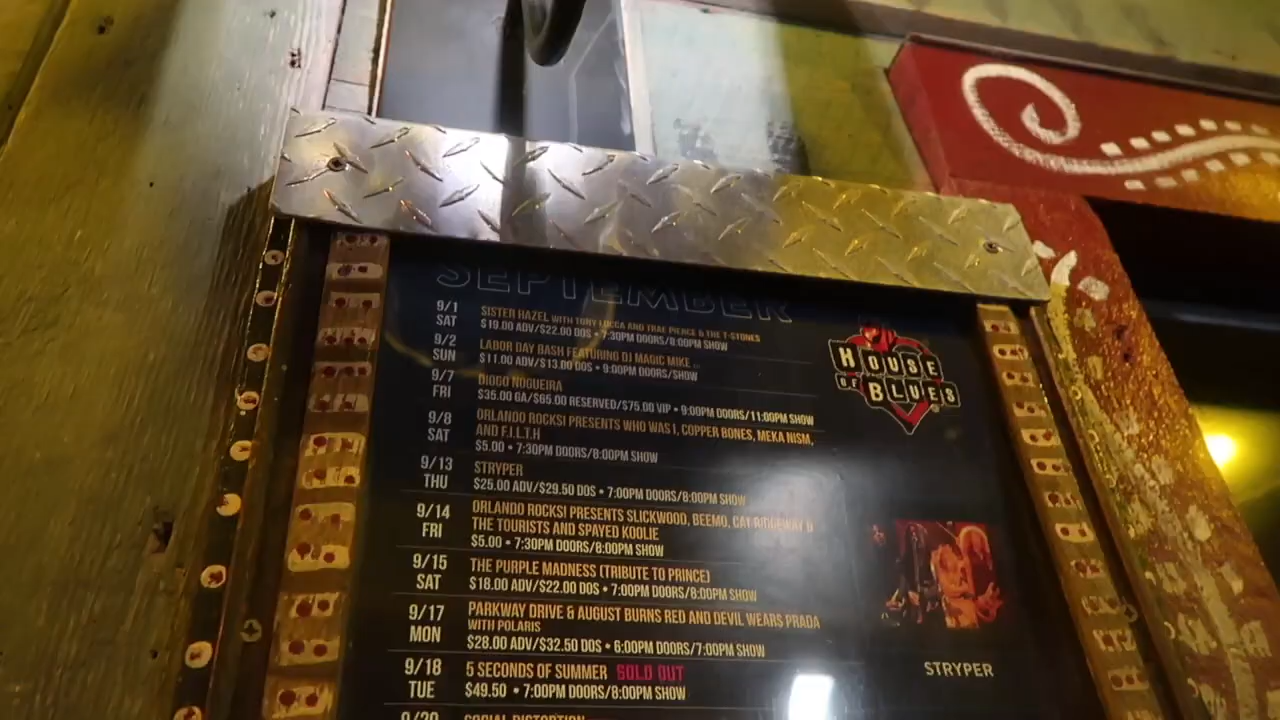 SEPTEMBER
9/1
SAT
SISTER HAZEL WITH TONY LUCCA AND THAE PIERCE & THE T-STONES
$19.00 ADV/$22.00 DOS • 7:30PM DOORS/8:00PM SHOW
9/2
SUN
LABOR DAY BASH FEATURING DJ MAGIC MIKE
$11.00 ADV/$13.00 DOS • 9:00PM DOORS/SHOW
9/7
FRI
DIOGO NOGUEIRA
$35.00 GA/$65.00 RESERVED/$75.00 VIP • 9:00PM DOORS/11:00PM SHOW
9/8
SAT
ORLANDO ROCKS! PRESENTS WHO WAS I, COPPER BONES, MEKA NISM,
AND F.I.L.T.H
$5.00 • 7:30PM DOORS/8:00PM SHOW
9/13
THU
STRYPER
$25.00 ADV/$29.50 DOS • 7:00PM DOORS/8:00PM SHOW
9/14
FRI
ORLANDO ROCKS! PRESENTS SLICKWOOD, BEEMO, CAT RIDGEWAY &
THE TOURISTS AND SPAYED KOOLIE
$5.00 • 7:30PM DOORS/8:00PM SHOW
9/15
SAT
THE PURPLE MADNESS (TRIBUTE TO PRINCE)
$18.00 ADV/$22.00 DOS • 7:00PM DOORS/8:00PM SHOW
9/17
MON
PARKWAY DRIVE & AUGUST BURNS RED AND DEVIL WEARS PRADA
WITH POLARIS
$28.00 ADV/$32.50 DOS • 6:00PM DOORS/7:00PM SHOW
9/18
TUE
5 SECONDS OF SUMMER SOLD OUT
$49.50 • 7:00PM DOORS/8:00PM SHOW
9/20
SOCIAL DISTORTION
HOUSE
OF BLUES
STRYPER